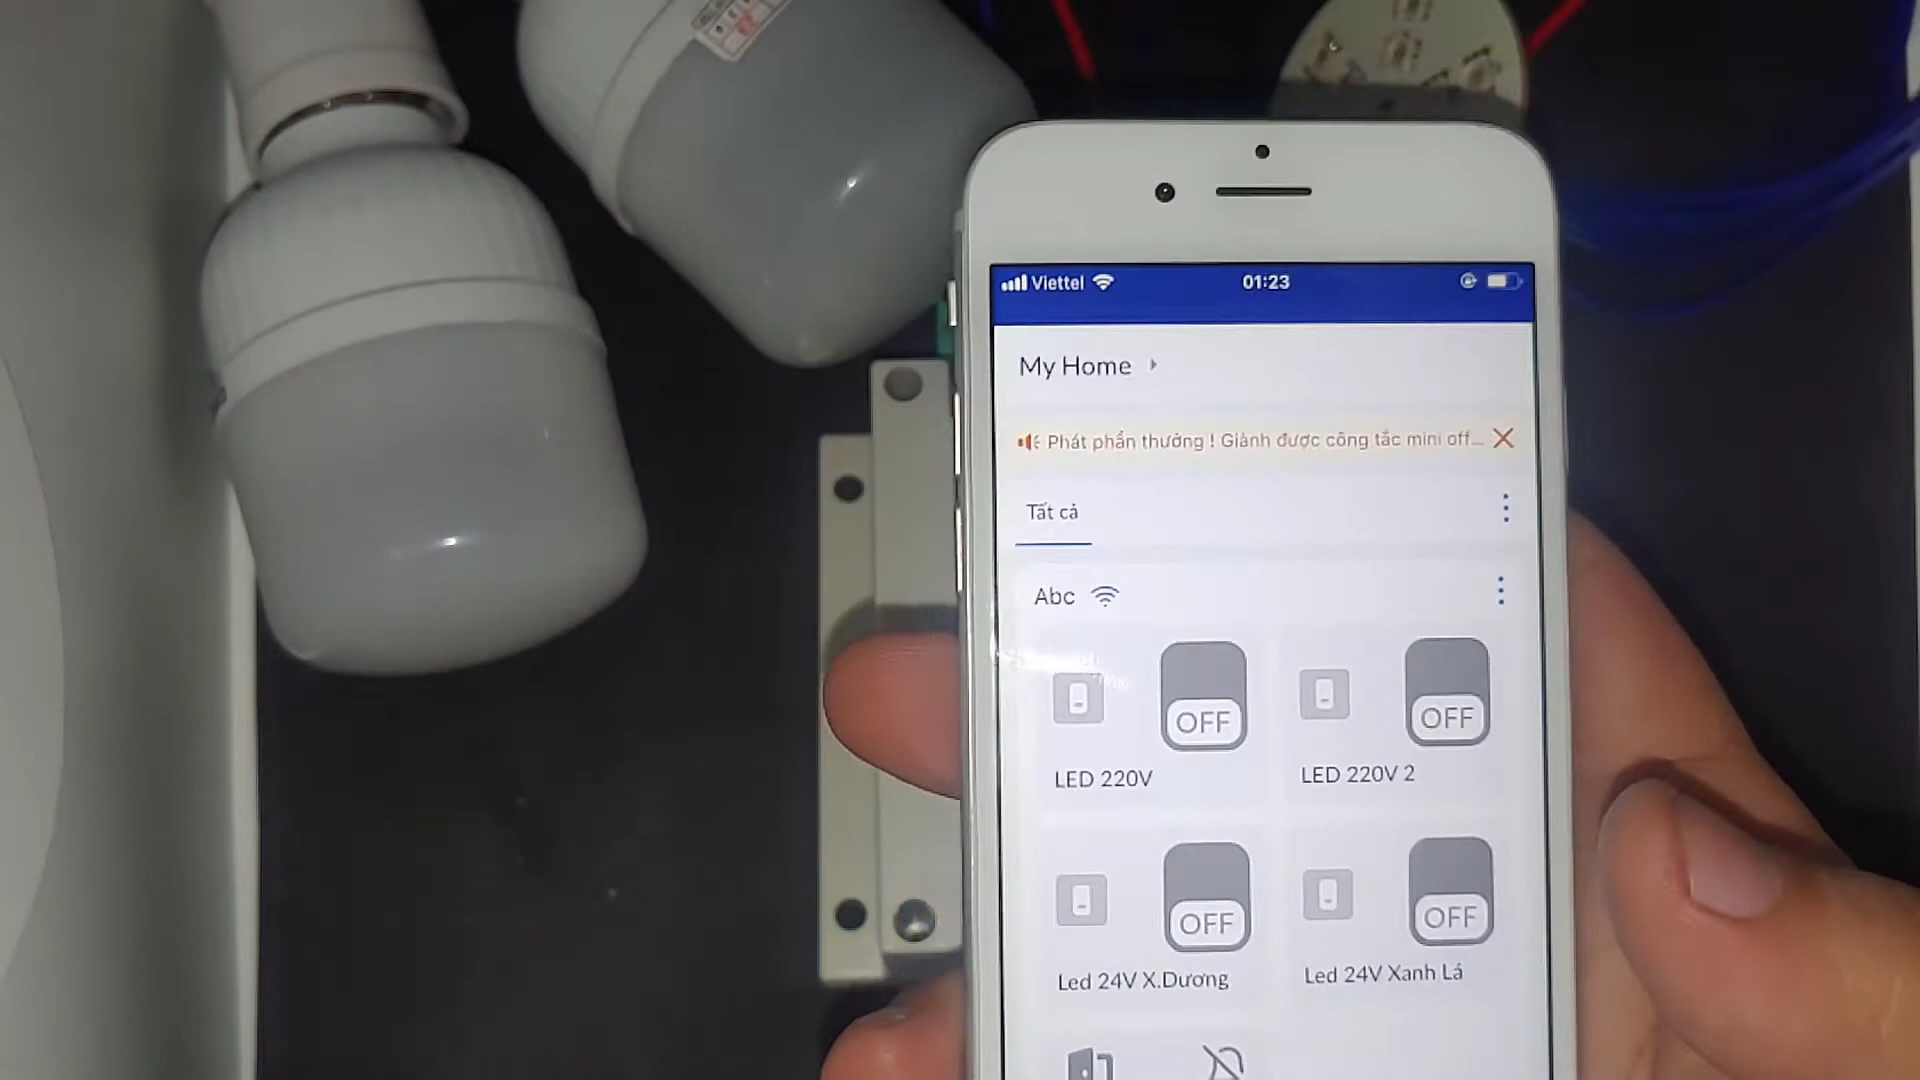 Viettel 01:23
My Home
Phát phần thưởng ! Giành được công tắc mini off...
Tất cả
Abc
OFF OFF
LED 220V LED 220V 2
OFF OFF
Led 24V X.Dương Led 24V Xanh Lá